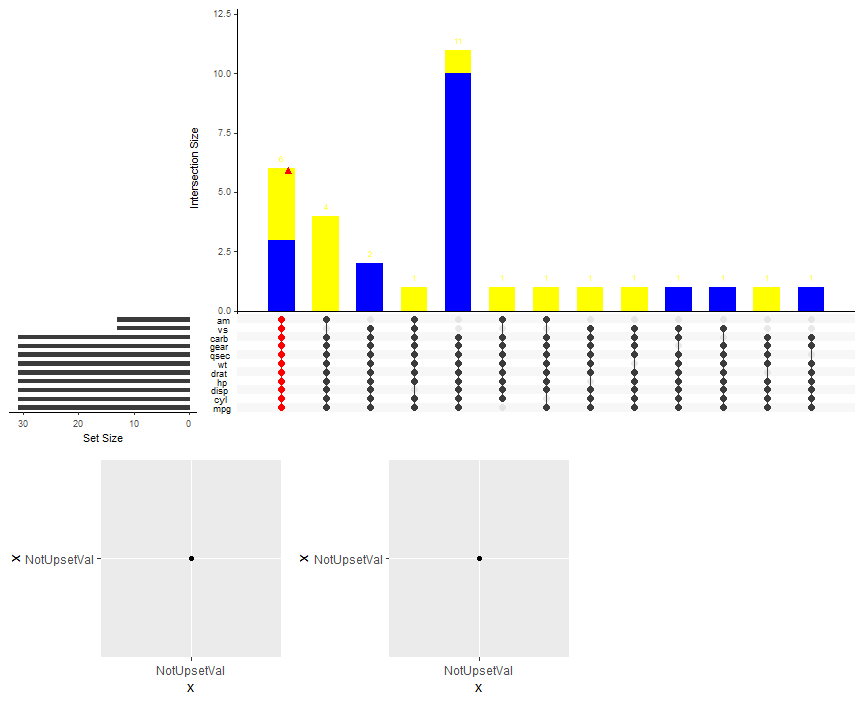 12.5
10.0
7.5
5.0
2.5
0.0
Intersection Size
11
4
2
1
1
1
1
1
1
1
1
1
am
vs
carb
gear
qsec
wt
drat
hp
disp
cyl
mpg
30 20 10 0
Set Size
X NotUpsetVal
X NotUpsetVal
NotUpsetVal NotUpsetVal
X X